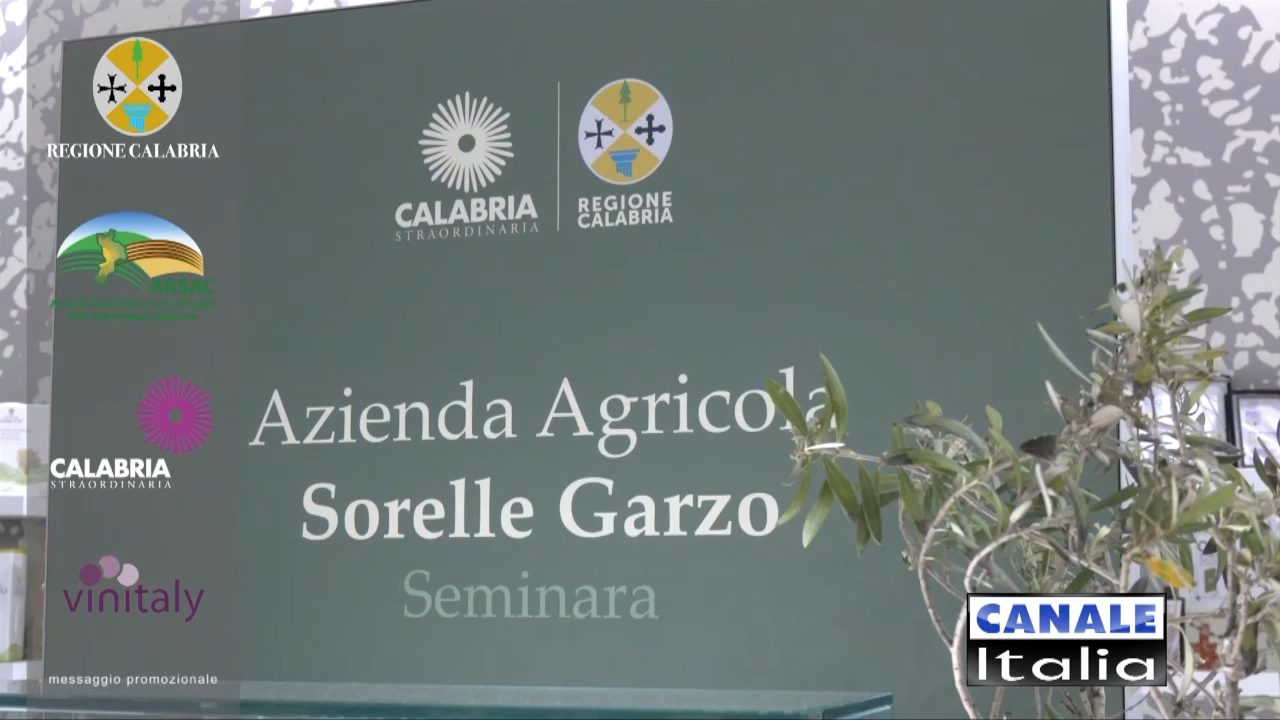 REGIONE CALABRIA
ARSAC
CALABRIA
STRAORDINARIA
vinitaly
messaggio promozionale
CALABRIA
STRAORDINARIA
REGIONE
CALABRIA
Azienda Agricola
Sorelle Garzo
Seminara
CANALE
Italia